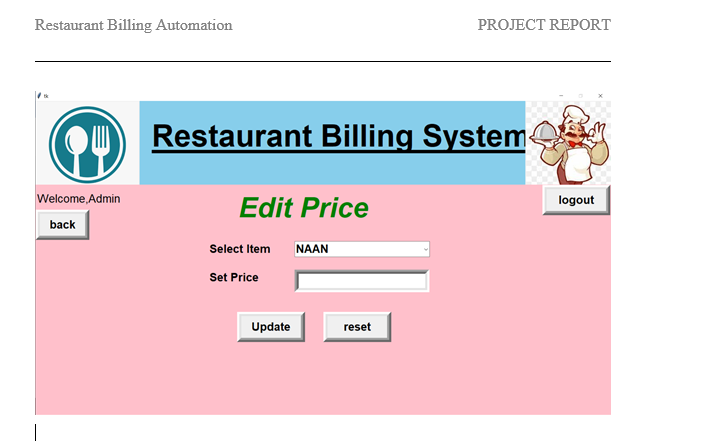 Restaurant Billing Automation PROJECT REPORT
tk
Restaurant Billing System
Welcome,Admin
Edit Price
logout
back
Select Item NAAN
Set Price
Update reset